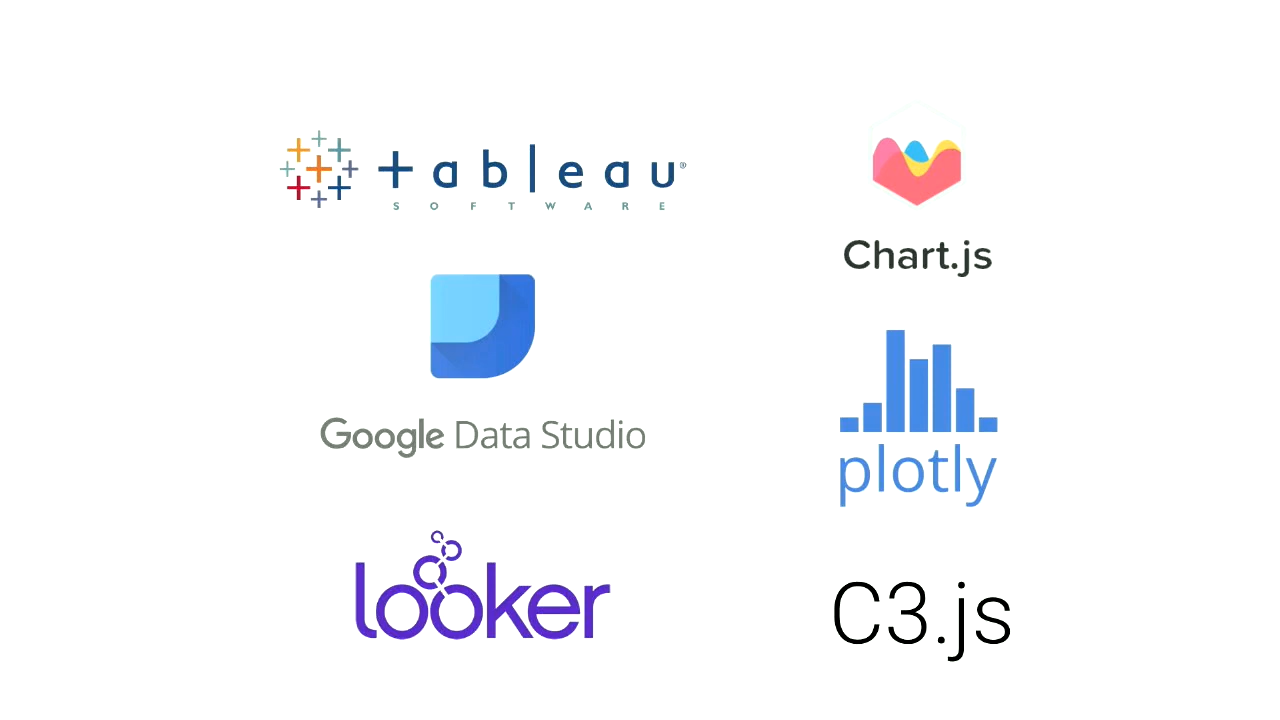 tableau®
SOFTWARE
Google Data Studio
looker
Chart.js
plotly
C3.js